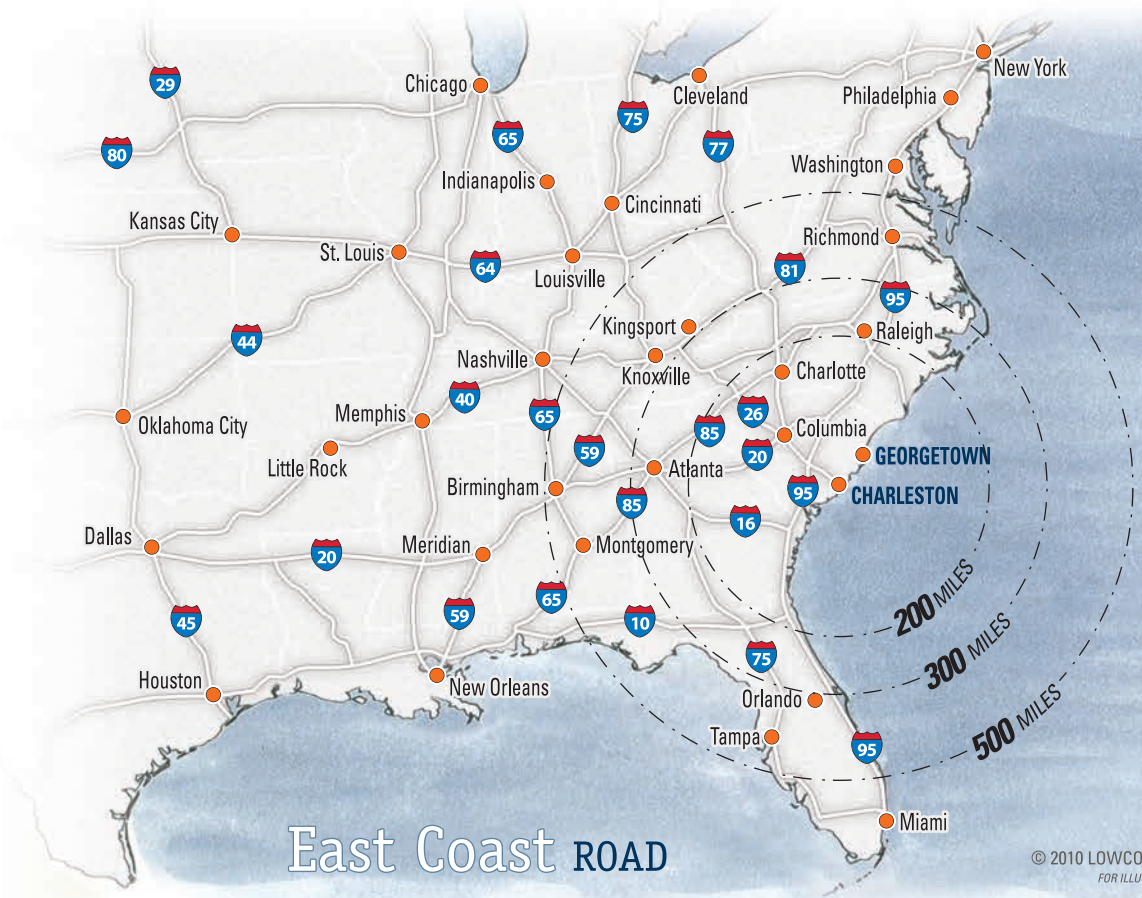 New York
29
Chicago
Cleveland
Philadelphia
75
65
77
80
Washington
Indianapolis
Cincinnati
Kansas City
St. Louis
Richmond
64
Louisville
81
95
Kingsport
Raleigh
44
Nashville
Knoxville
Charlotte
40
Memphis
65
26
Oklahoma City
85
Columbia
59
20
GEORGETOWN
Little Rock
Atlanta
Birmingham
85
95
CHARLESTON
16
Dallas
20
Meridian
Montgomery
65
59
45
10
200 MILES
75
300 MILES
Houston
New Orleans
Orlando
500 MILES
Tampa
95
Miami
East Coast ROAD
© 2010 LOWCO
FOR ILLU